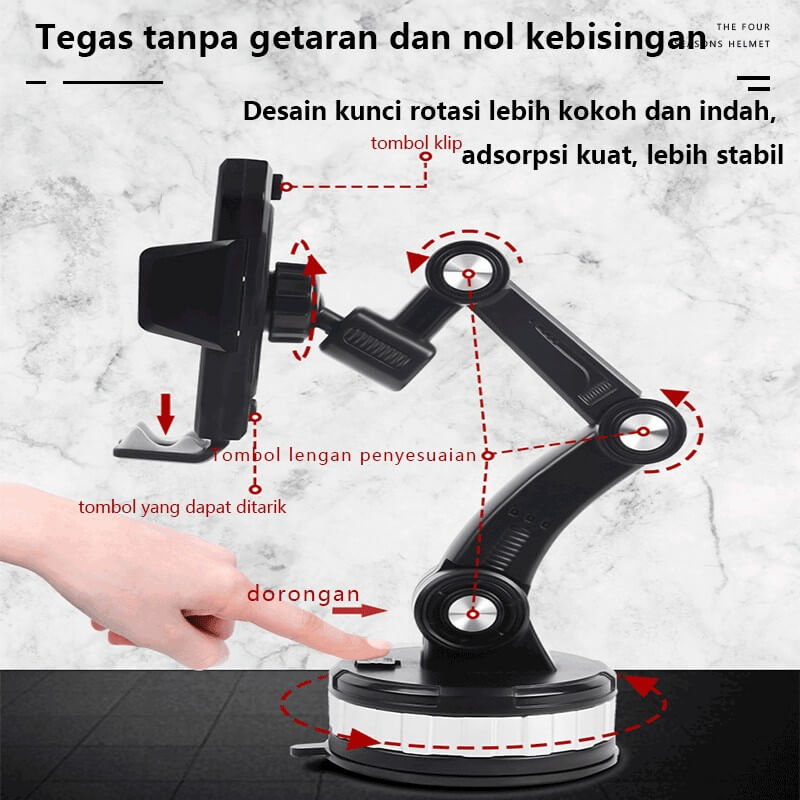 Tegas tanpa getaran dan nol kebisingan
THE FOUR
SEASONS HELMET
Desain kunci rotasi lebih kokoh dan indah,
adsorpsi kuat, lebih stabil
tombol klip
Tombol lengan penyesuaian
tombol yang dapat ditarik
dorongan